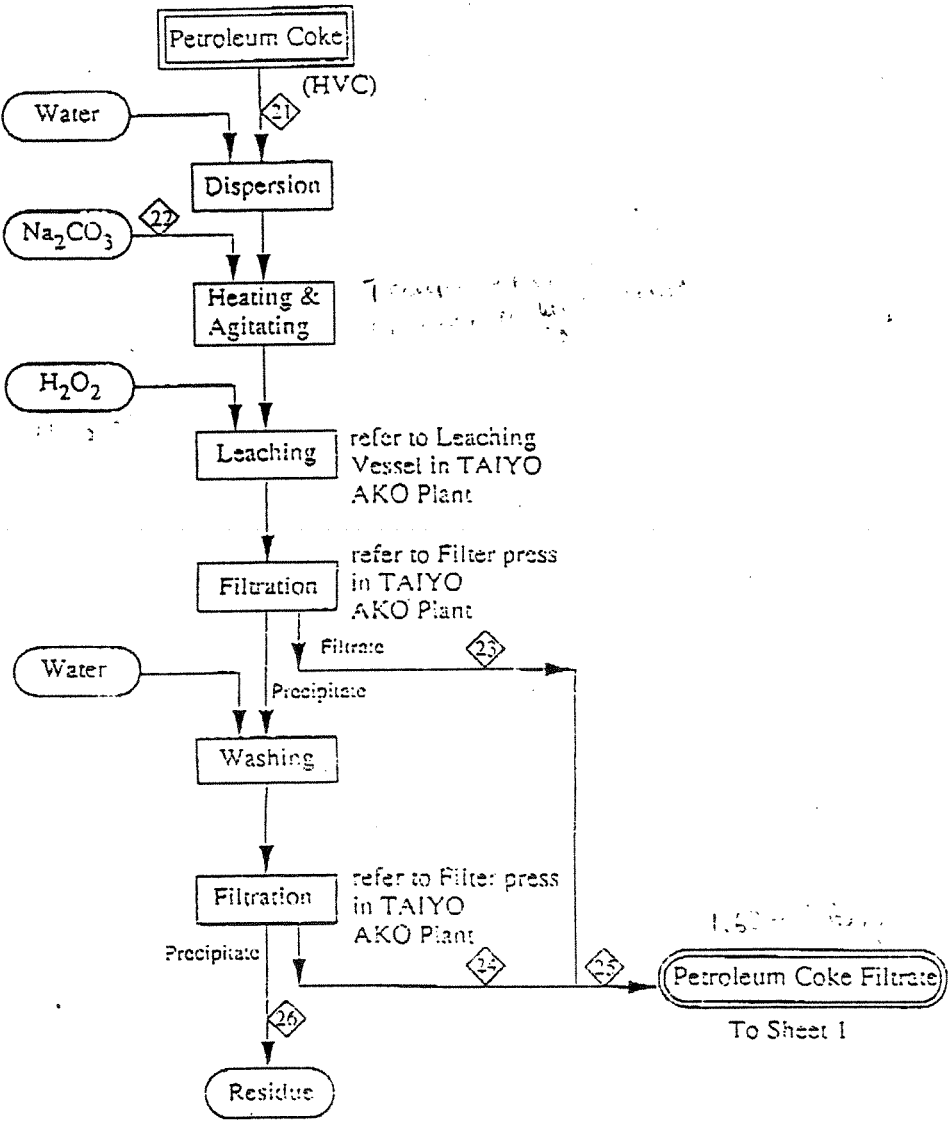 Petroleum Coke
(HVC)
21
Water
Dispersion
22
Na₂CO₃
Heating &
Agitating
H₂O₂
Leaching
refer to Leaching
Vessel in TAIYO
AKO Plant
Filtration
refer to Filter press
in TAIYO
AKO Plant
Filtrate
23
Water
Precipitate
Washing
Filtration
refer to Filter press
in TAIYO
AKO Plant
Precipitate
24
25
Petroleum Coke Filtrate
To Sheet 1
26
Residue